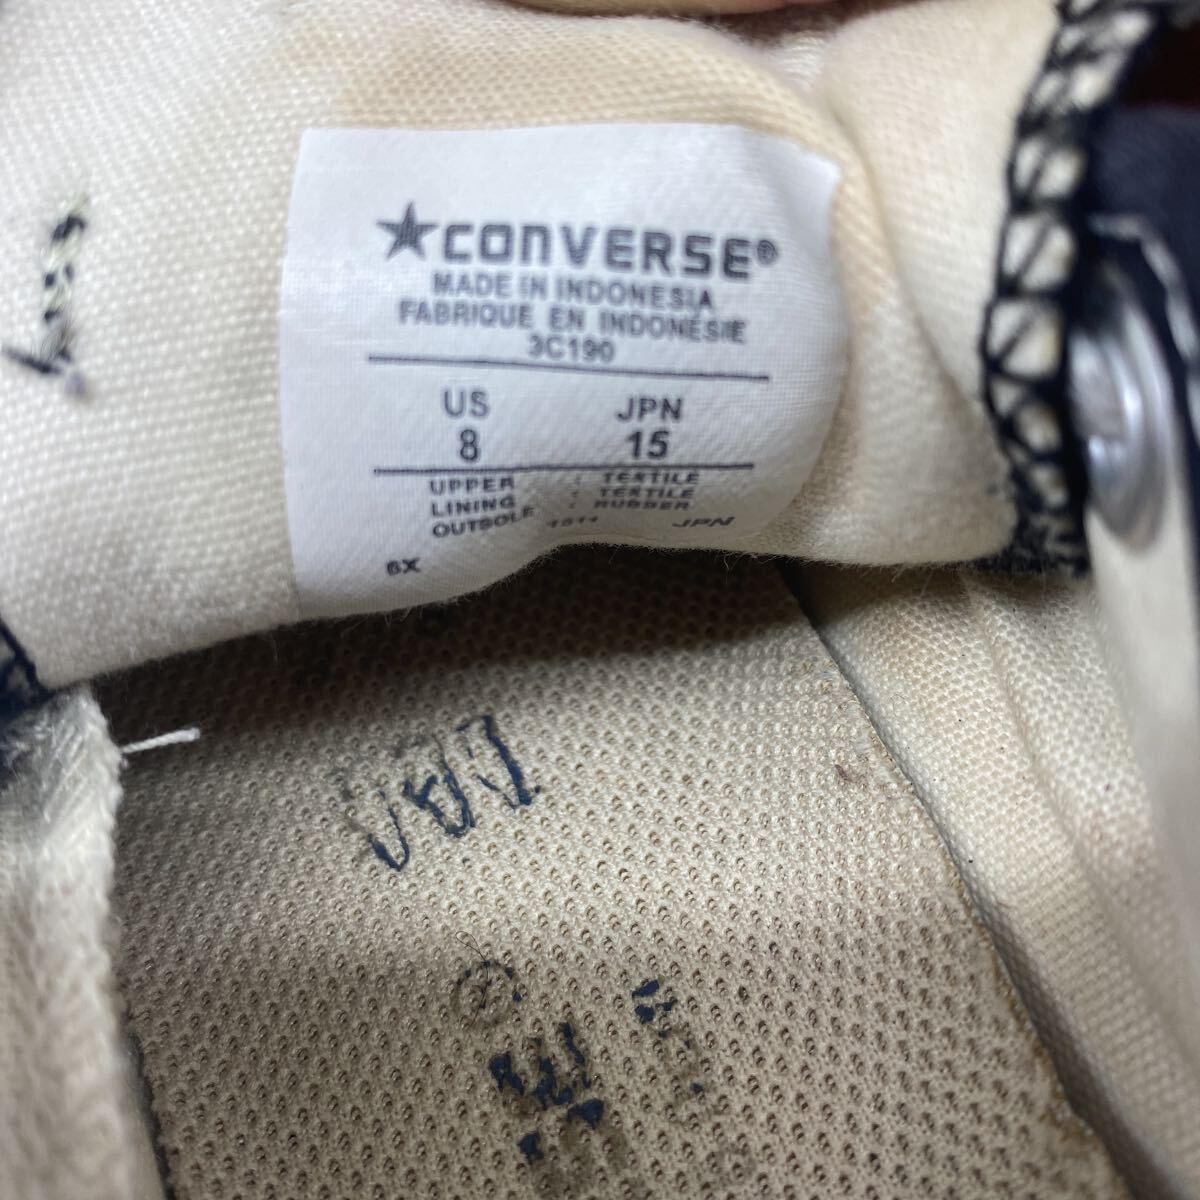 ★CONVERSE®
MADE IN INDONESIA
FABRIQUE EN INDONÉSIE
3C190
US JPN
8 15
UPPER : TEXTILE
LINING : TEXTILE
OUTSOLE : RUBBER
1511 JPN
6X